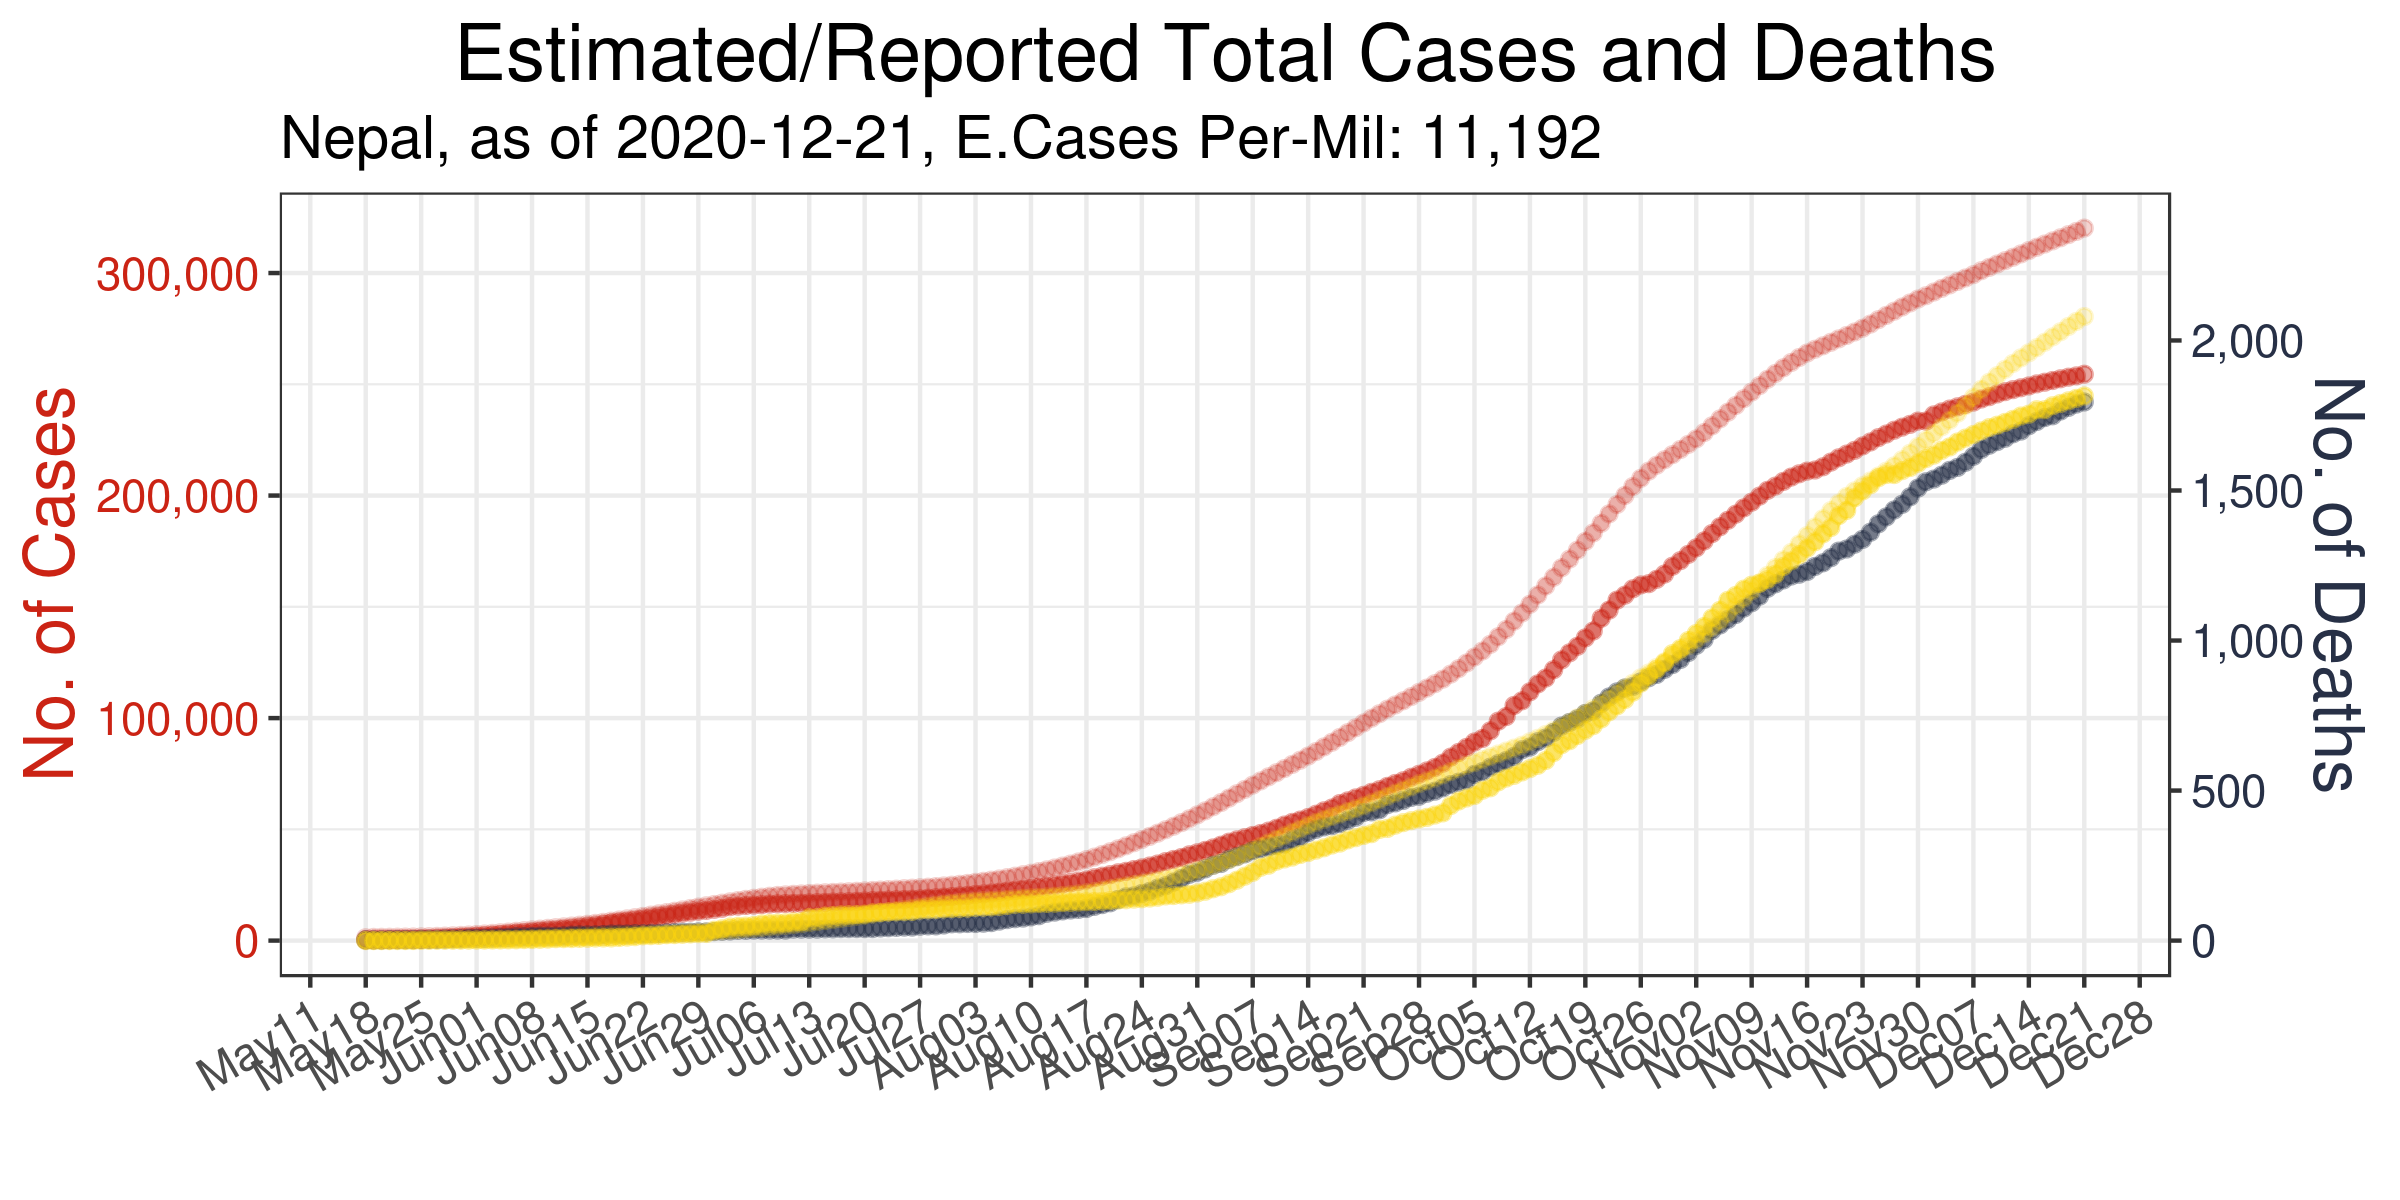 Estimated/Reported Total Cases and Deaths
Nepal, as of 2020-12-21, E.Cases Per-Mil: 11,192
No. of Cases
300,000
200,000
100,000
0
2,000
1,500
1,000
500
0
No. of Deaths
May11
May18
May25
Jun01
Jun08
Jun15
Jun22
Jun29
Jul06
Jul13
Jul20
Jul27
Aug03
Aug10
Aug17
Aug24
Aug31
Sep07
Sep14
Sep21
Sep28
Oct05
Oct12
Oct19
Oct26
Nov02
Nov09
Nov16
Nov23
Nov30
Dec07
Dec14
Dec21
Dec28